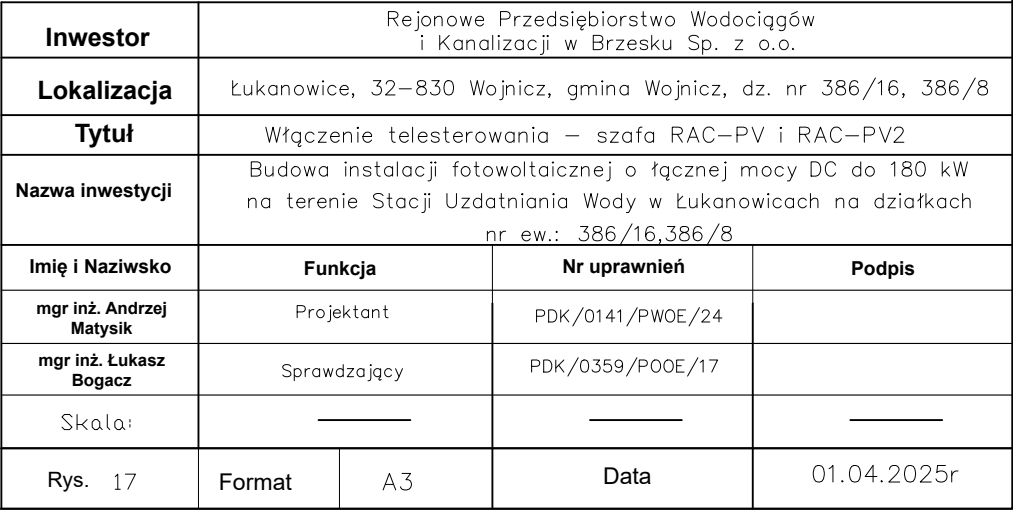 Inwestor
Rejonowe Przedsiębiorstwo Wodociągów
i Kanalizacji w Brzesku Sp. z o.o.
Lokalizacja
Łukanowice, 32-830 Wojnicz, gmina Wojnicz, dz. nr 386/16, 386/8
Tytuł
Włączenie telesterowania - szafa RAC-PV i RAC-PV2
Nazwa inwestycji
Budowa instalacji fotowoltaicznej o łącznej mocy DC do 180 kW
na terenie Stacji Uzdatniania Wody w Łukanowicach na działkach
nr ew.: 386/16,386/8
Imię i Naziwsko Funkcja Nr uprawnień Podpis
mgr inż. Andrzej
Matysik
Projektant PDK/0141/PWOE/24
mgr inż. Łukasz
Bogacz
Sprawdzający PDK/0359/POOE/17
Skala:
Rys. 17 Format A3 Data 01.04.2025r